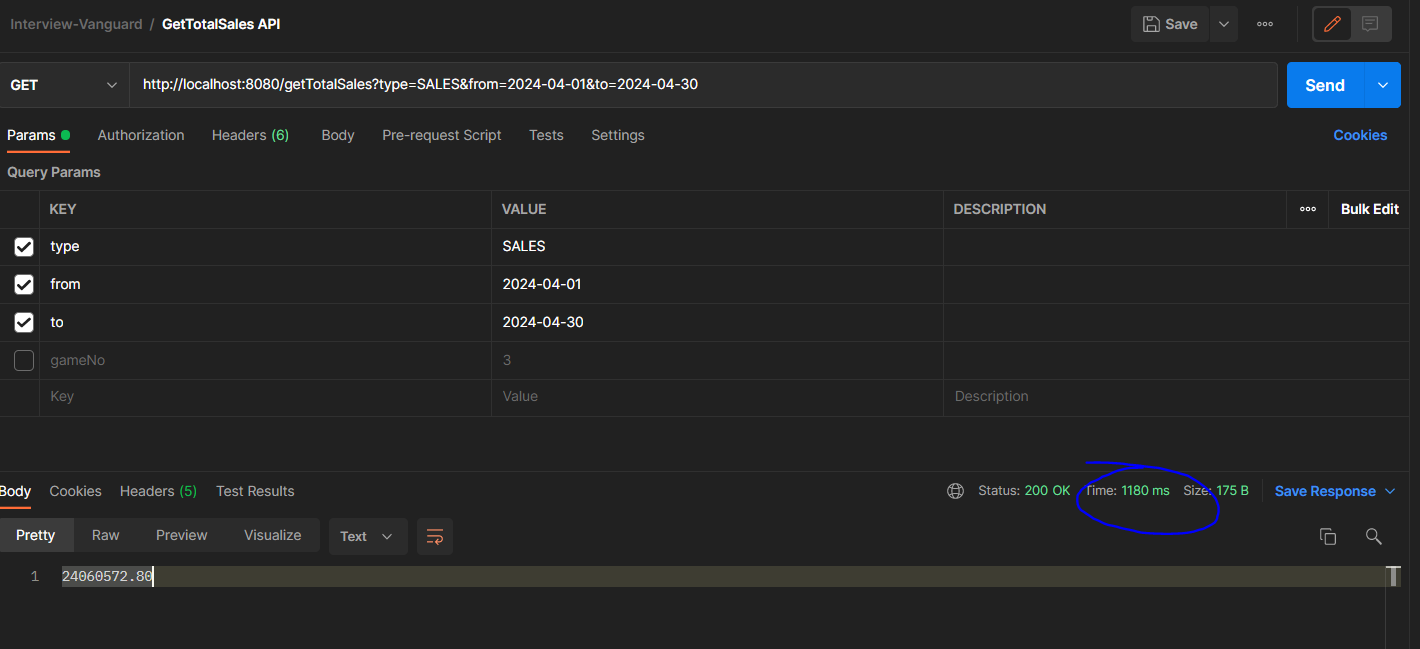 Interview-Vanguard / GetTotalSales API
Save
GET
http://localhost:8080/getTotalSales?type=SALES&from=2024-04-01&to=2024-04-30
Send
Params Authorization Headers (6) Body Pre-request Script Tests Settings Cookies
Query Params
KEY VALUE DESCRIPTION Bulk Edit
type SALES
from 2024-04-01
to 2024-04-30
gameNo 3
Key Value Description
Body Cookies Headers (5) Test Results Status: 200 OK Time: 1180 ms Size: 175 B Save Response
Pretty Raw Preview Visualize Text
1 24060572.80